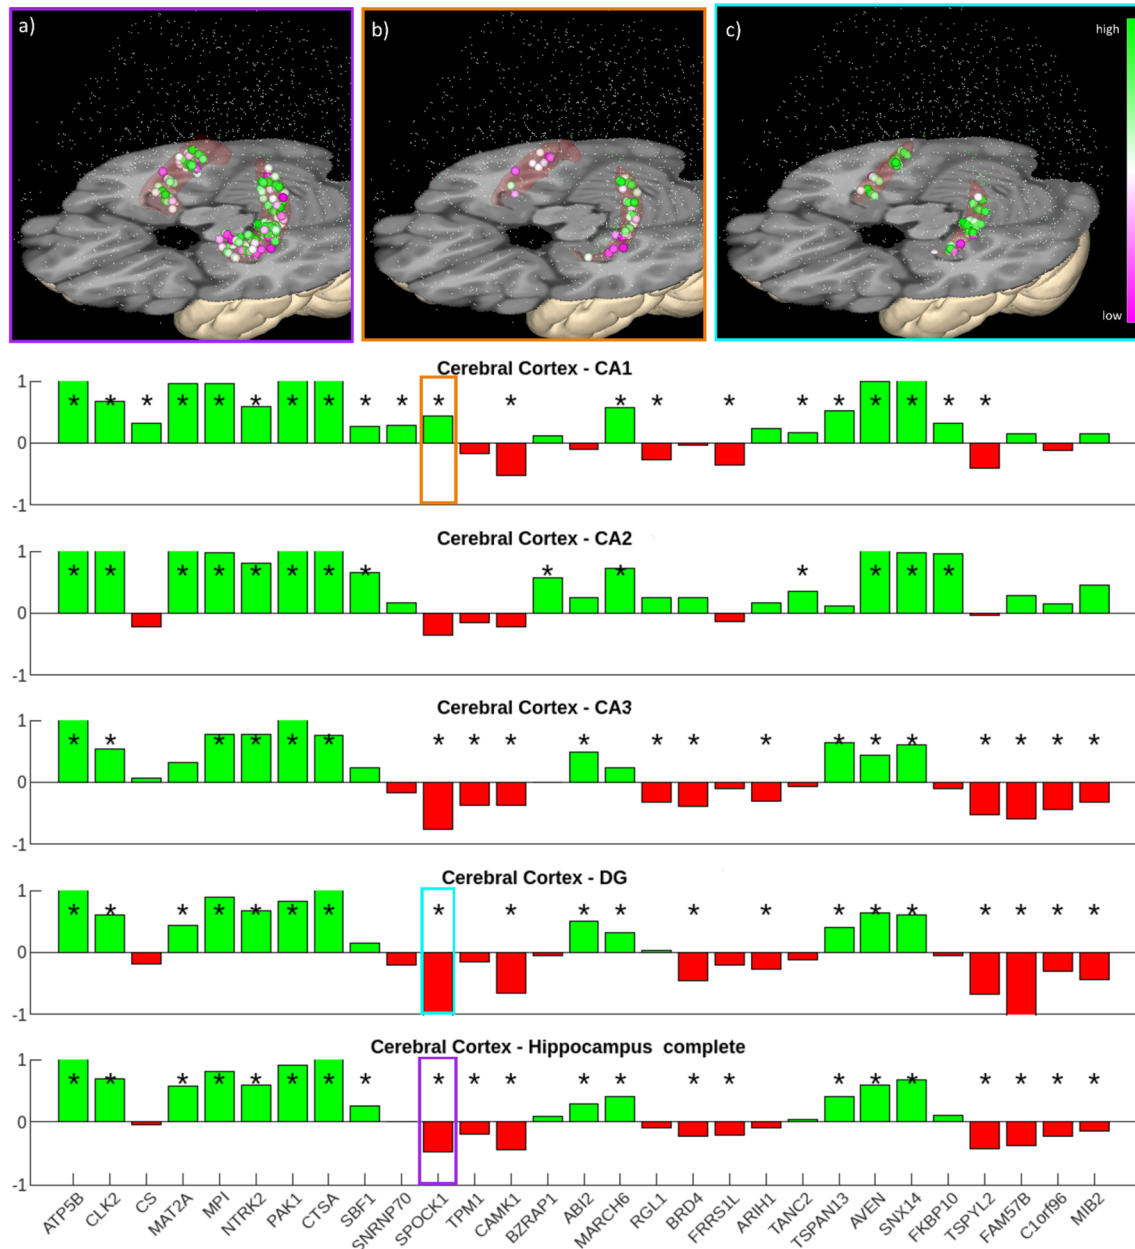 a)
b)
c)
high
low
Cerebral Cortex - CA1
1
0
-1
* * * * * * * * * * * * * * * * * * * *
Cerebral Cortex - CA2
1
0
-1
* * * * * * * * * * * * * *
Cerebral Cortex - CA3
1
0
-1
* * * * * * * * * * * * * * * * * * * *
Cerebral Cortex - DG
1
0
-1
* * * * * * * * * * * * * * * * * * * *
Cerebral Cortex - Hippocampus complete
1
0
-1
* * * * * * * * * * * * * * * * * * * * * *
ATP5B
CLK2
CS
MAT2A
MPI
NTRK2
PAK1
CTSA
SBF1
SNRNP70
SPOCK1
TPM1
CAMK1
BZRAP1
ABI2
MARCH6
RGL1
BRD4
FRRS1L
ARIH1
TANC2
TSPAN13
AVEN
SNX14
FKBP10
TSPYL2
FAM57B
C1orf96
MIB2